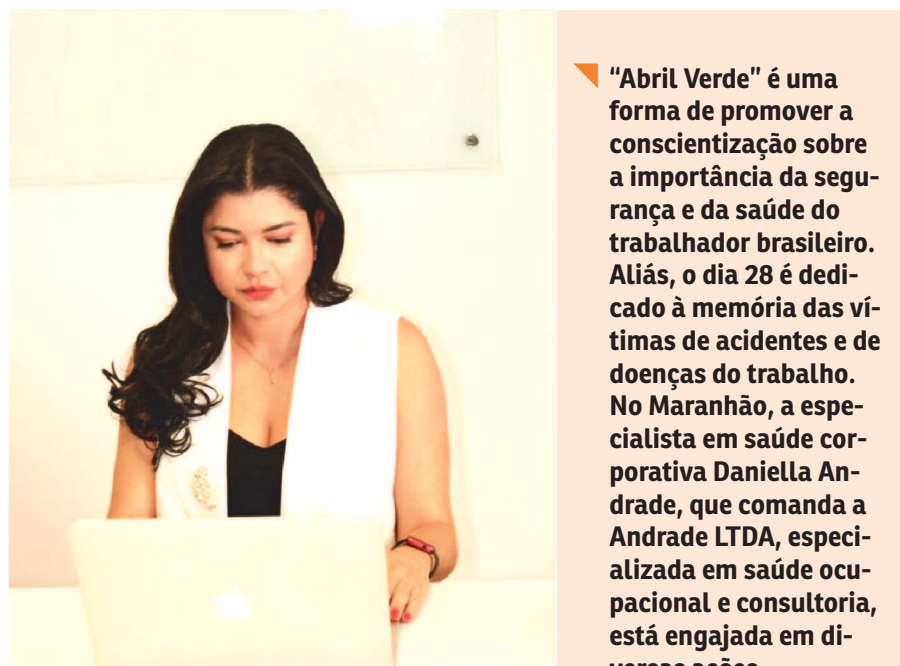 “Abril Verde” é uma
forma de promover a
conscientização sobre
a importância da segu-
rança e da saúde do
trabalhador brasileiro.
Aliás, o dia 28 é dedi-
cado à memória das ví-
timas de acidentes e de
doenças do trabalho.
No Maranhão, a espe-
cialista em saúde cor-
porativa Daniella An-
drade, que comanda a
Andrade LTDA, especi-
alizada em saúde ocu-
pacional e consultoria,
está engajada em di-
versas ações